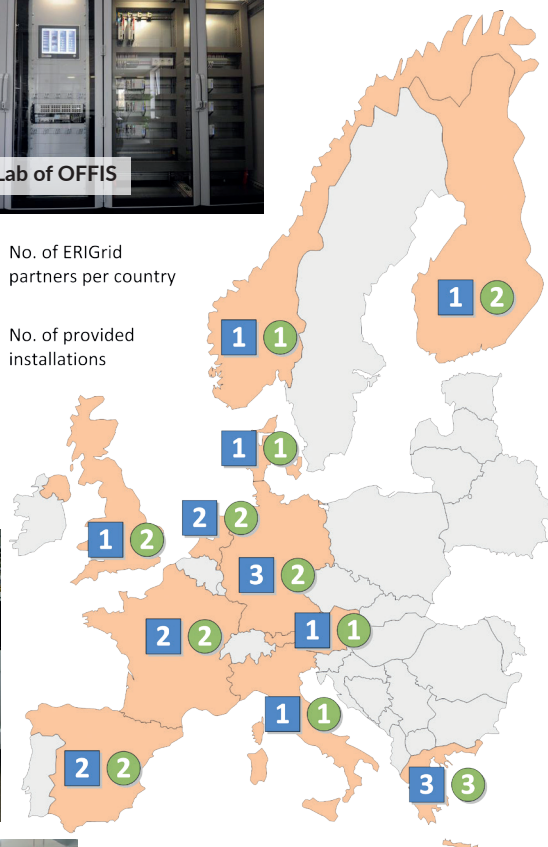 Lab of OFFIS
No. of ERIGrid
partners per country
No. of provided
installations
1 2
1 1
1 1
2 2
1 2
3 2
2 2
1 1
1 1
2 2
3 3